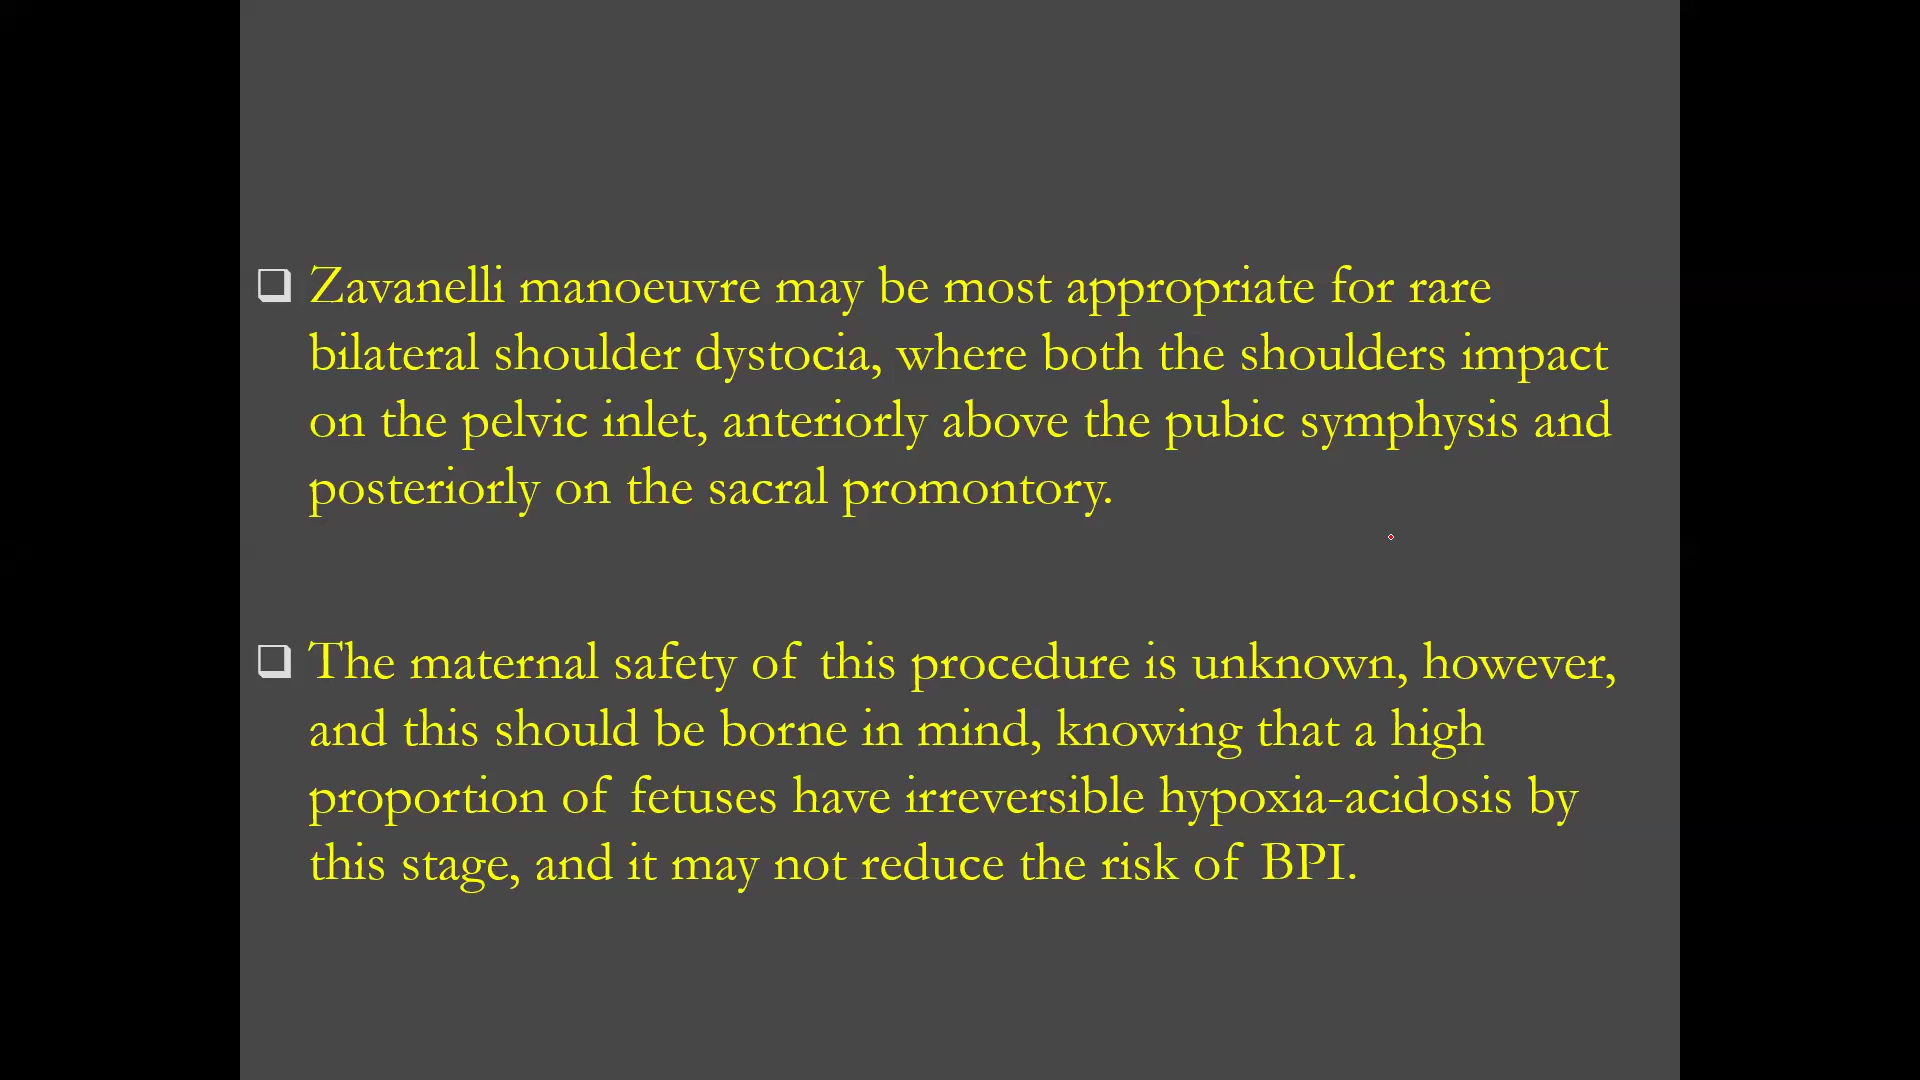 Zavanelli manoeuvre may be most appropriate for rare
bilateral shoulder dystocia, where both the shoulders impact
on the pelvic inlet, anteriorly above the pubic symphysis and
posteriorly on the sacral promontory.
The maternal safety of this procedure is unknown, however,
and this should be borne in mind, knowing that a high
proportion of fetuses have irreversible hypoxia-acidosis by
this stage, and it may not reduce the risk of BPI.